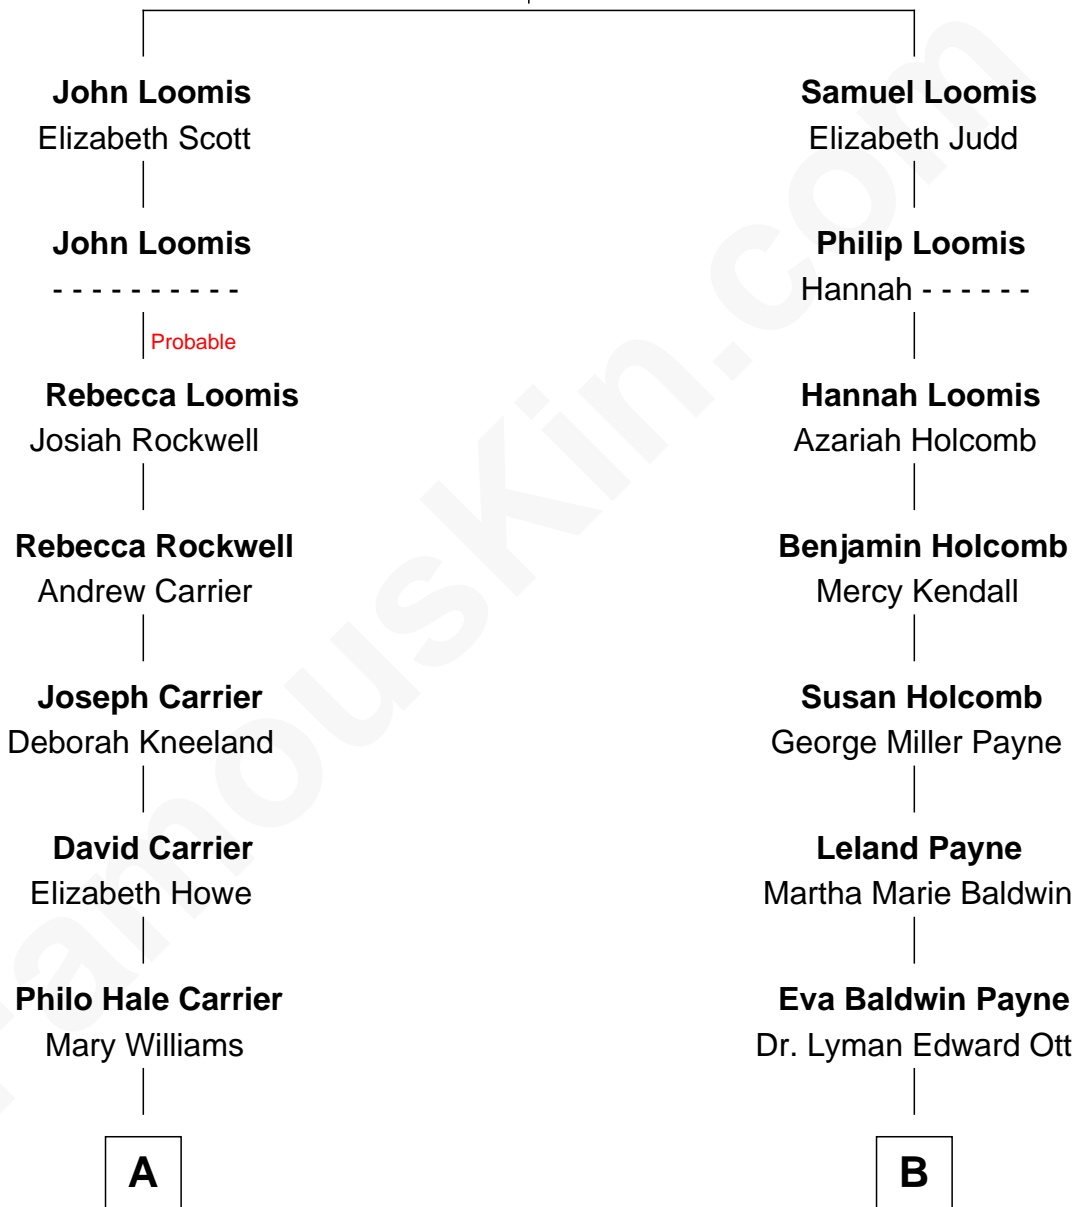 John Loomis
Elizabeth Scott
John Loomis
- - - - - - - - - -
Probable
Rebecca Loomis
Josiah Rockwell
Rebecca Rockwell
Andrew Carrier
Joseph Carrier
Deborah Kneeland
David Carrier
Elizabeth Howe
Philo Hale Carrier
Mary Williams
A
Samuel Loomis
Elizabeth Judd
Philip Loomis
Hannah - - - - - -
Hannah Loomis
Azariah Holcomb
Benjamin Holcomb
Mercy Kendall
Susan Holcomb
George Miller Payne
Leland Payne
Martha Marie Baldwin
Eva Baldwin Payne
Dr. Lyman Edward Ott
B
FamousKin.com